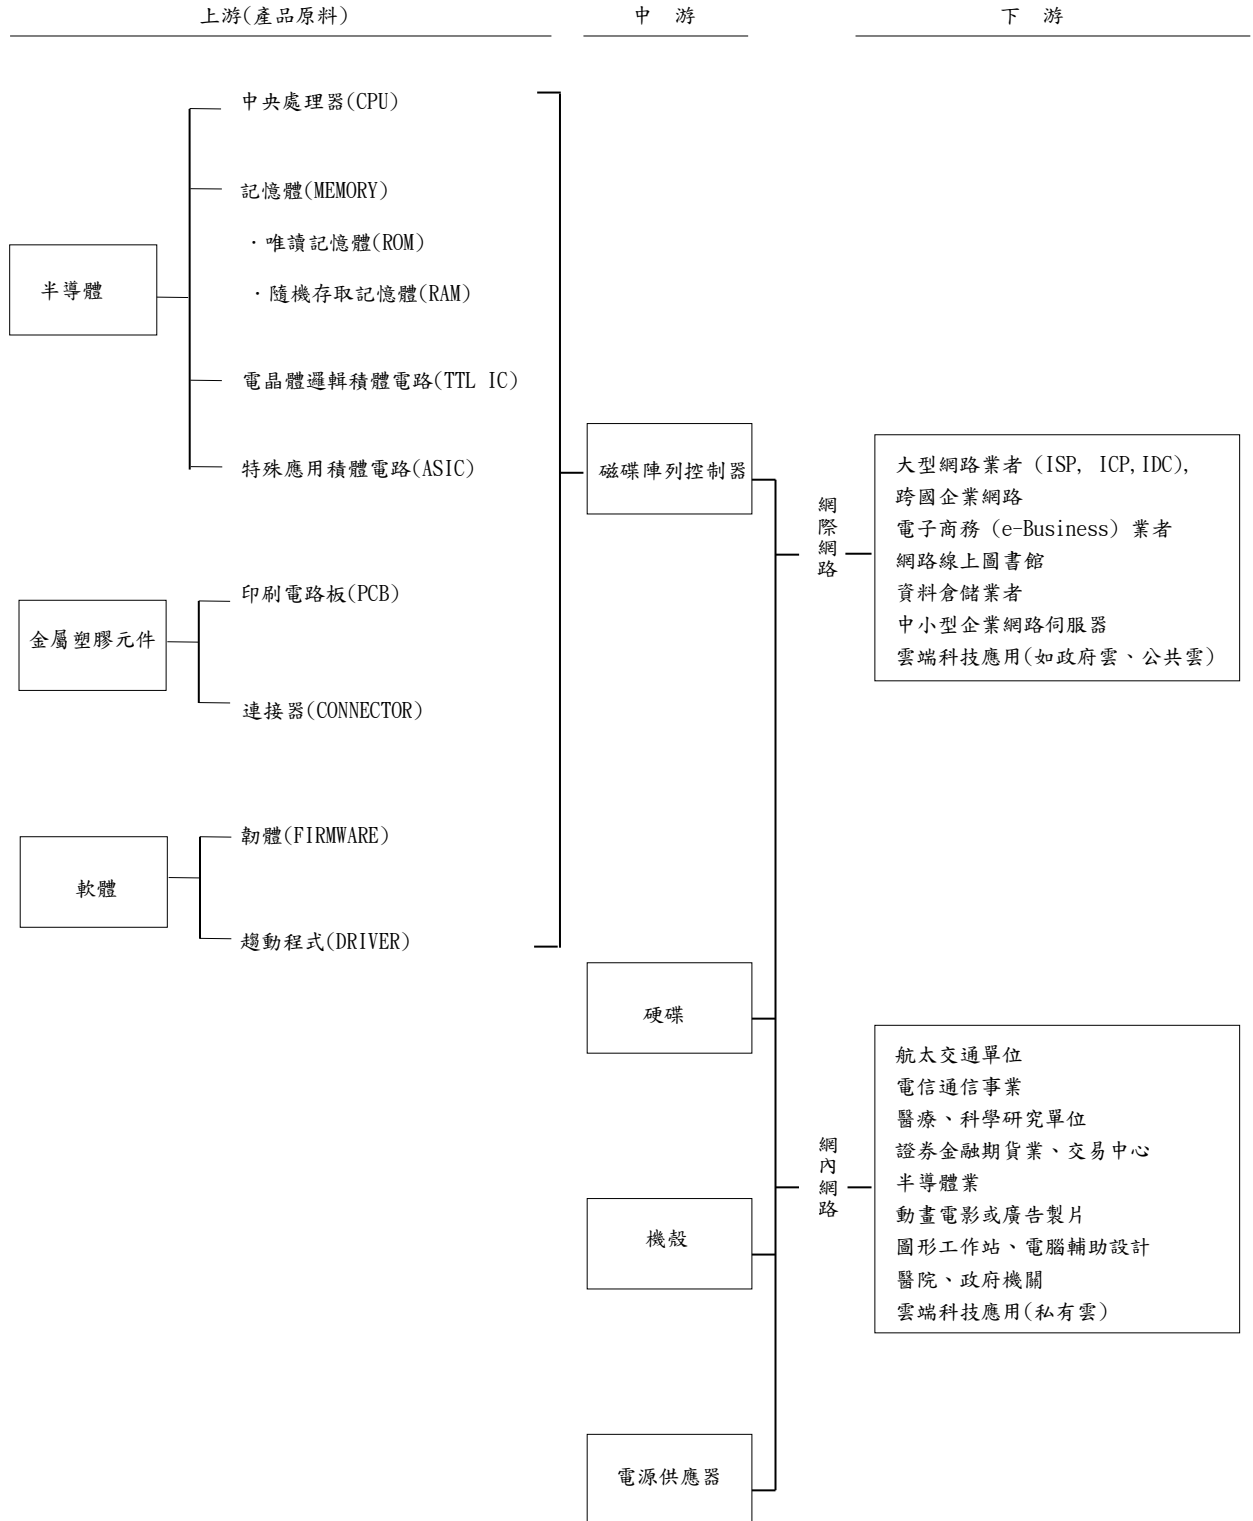 上游(產品原料)
中 游
下 游
中央處理器(CPU)
記憶體(MEMORY)
．唯讀記憶體(ROM)
．隨機存取記憶體(RAM)
半導體
電晶體邏輯積體電路(TTL IC)
特殊應用積體電路(ASIC)
印刷電路板(PCB)
金屬塑膠元件
連接器(CONNECTOR)
韌體(FIRMWARE)
軟體
趨動程式(DRIVER)
磁碟陣列控制器
硬碟
機殼
電源供應器
網際網路
大型網路業者 (ISP, ICP,IDC),
跨國企業網路
電子商務 (e-Business) 業者
網路線上圖書館
資料倉儲業者
中小型企業網路伺服器
雲端科技應用(如政府雲、公共雲)
網內網路
航太交通單位
電信通信事業
醫療、科學研究單位
證券金融期貨業、交易中心
半導體業
動畫電影或廣告製片
圖形工作站、電腦輔助設計
醫院、政府機關
雲端科技應用(私有雲)